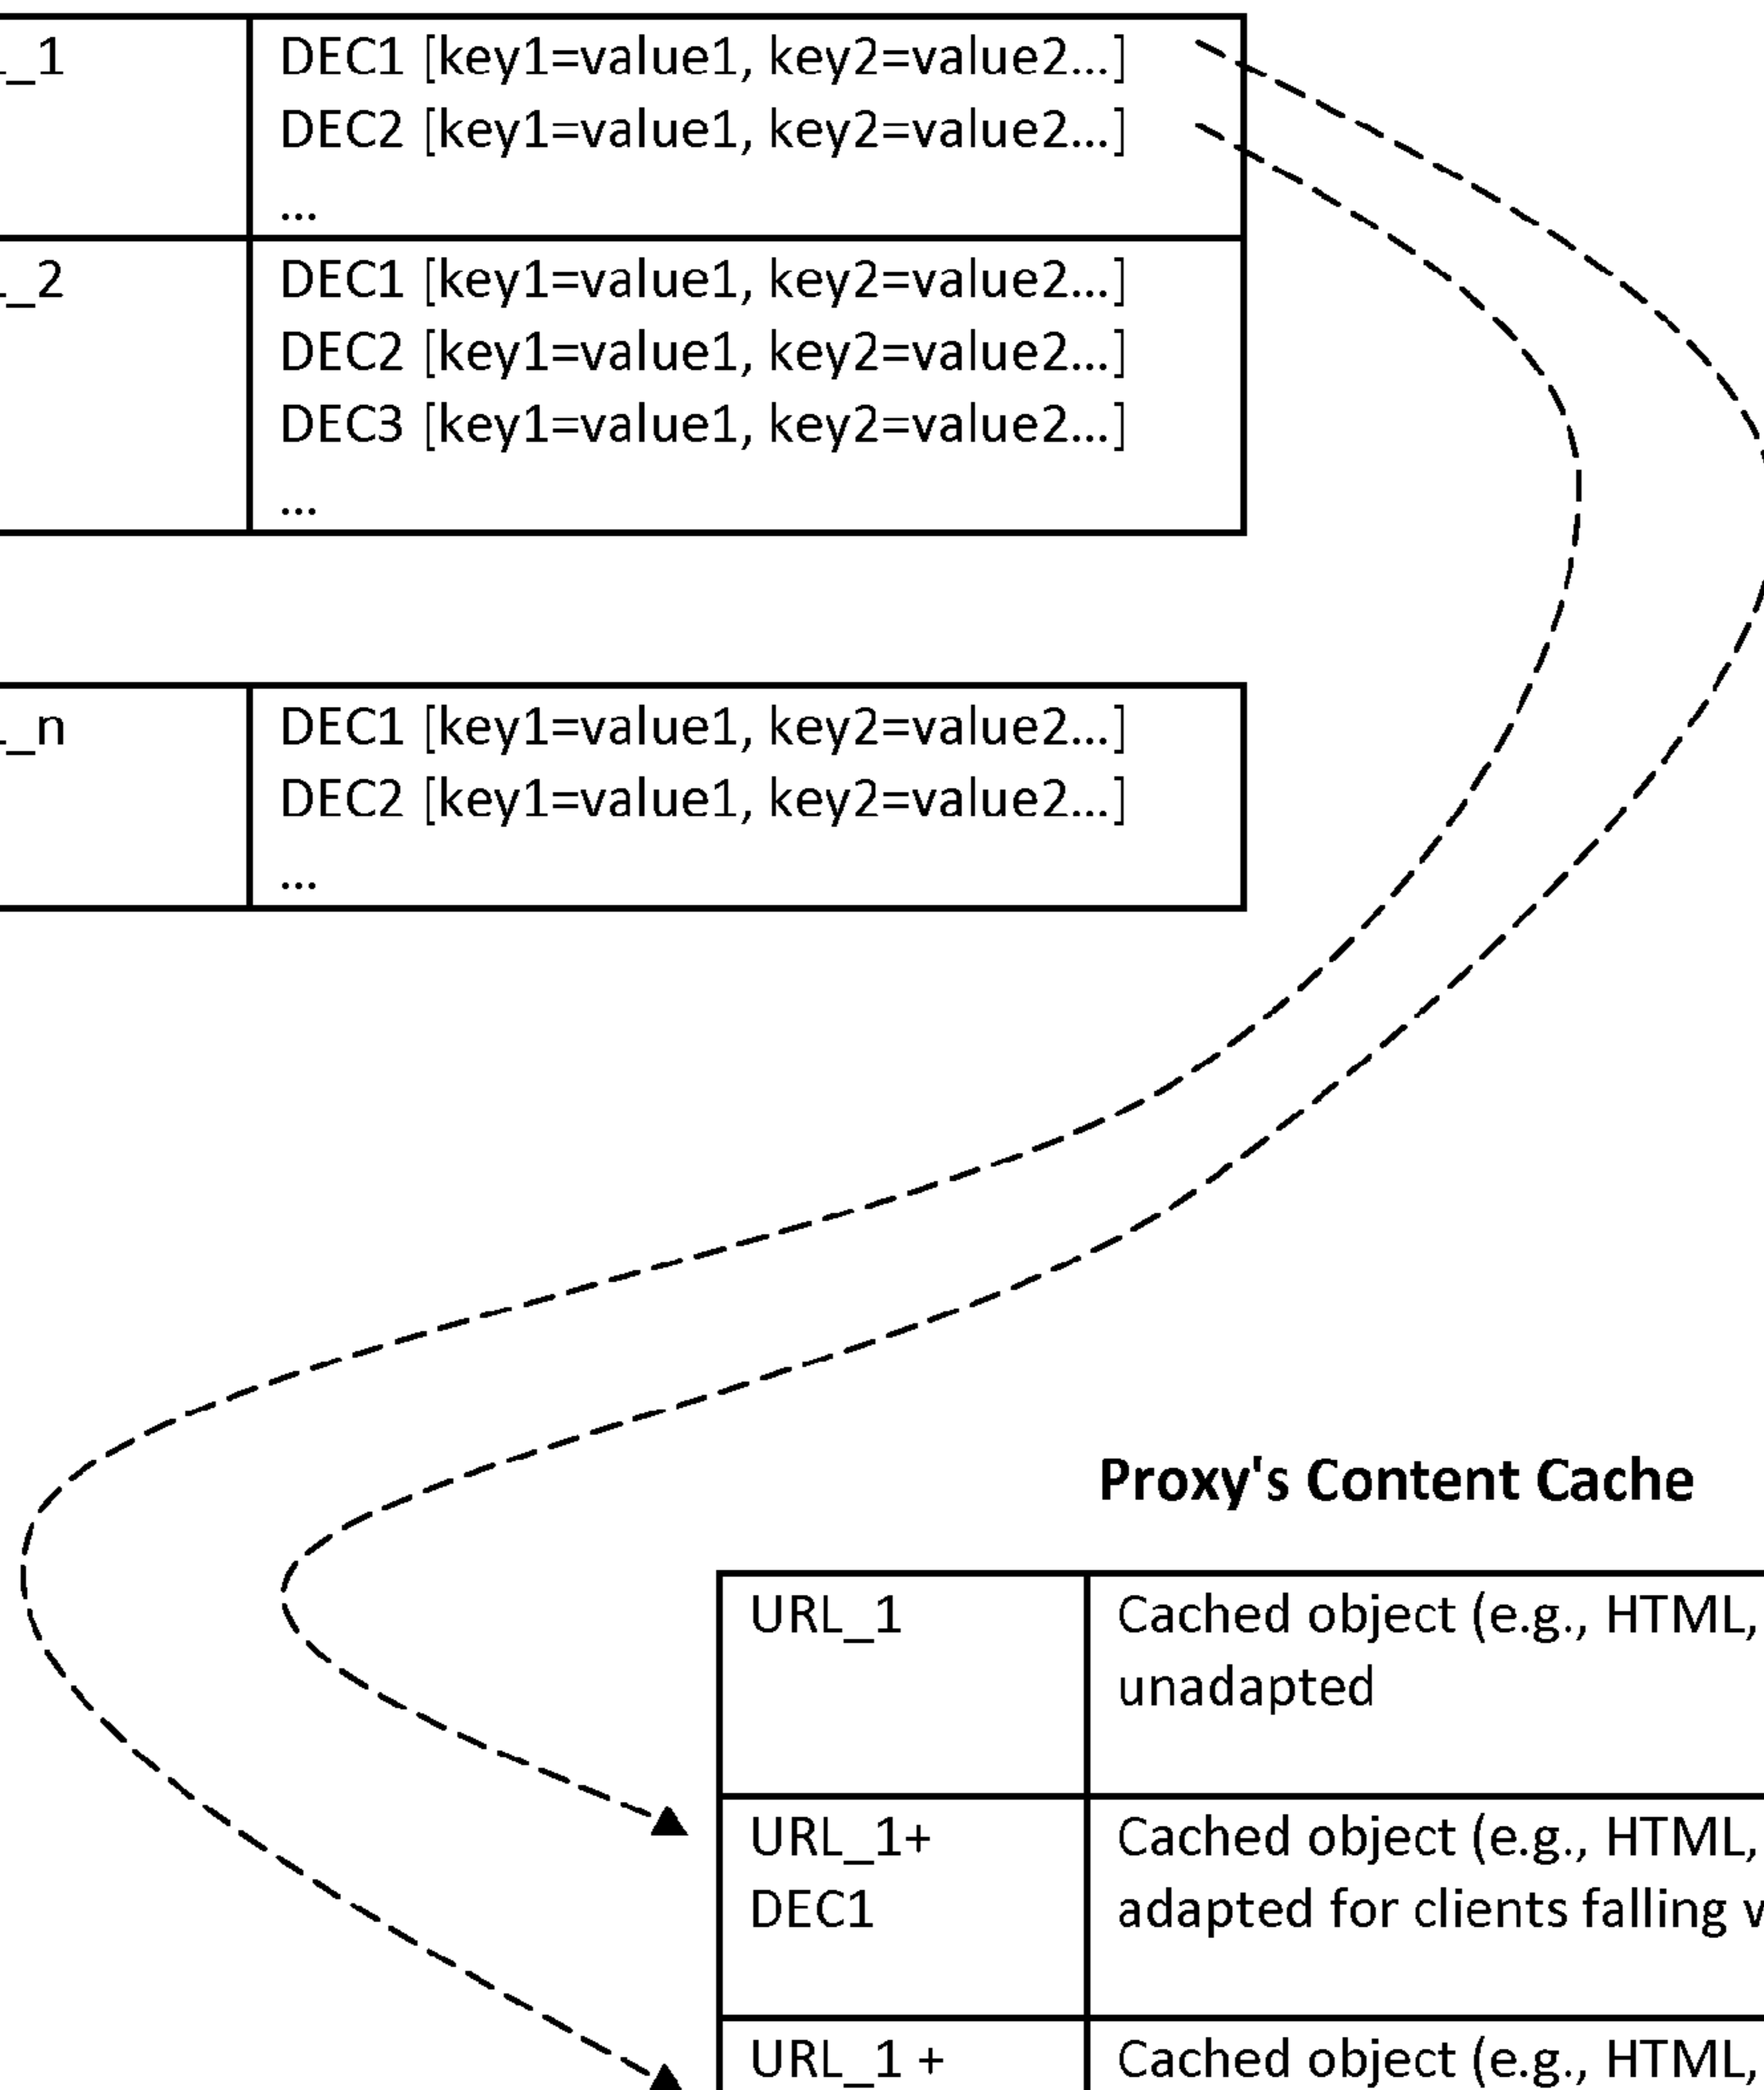 _1
DEC1 [key1=value1, key2=value2...]
DEC2 [key1=value1, key2=value2...]
...
_2
DEC1 [key1=value1, key2=value2...]
DEC2 [key1=value1, key2=value2...]
DEC3 [key1=value1, key2=value2...]
...
_n
DEC1 [key1=value1, key2=value2...]
DEC2 [key1=value1, key2=value2...]
...
Proxy's Content Cache
URL_1
Cached object (e.g., HTML,
unadapted
URL_1+
DEC1
Cached object (e.g., HTML,
adapted for clients falling
URL_1 +
Cached object (e.g., HTML,